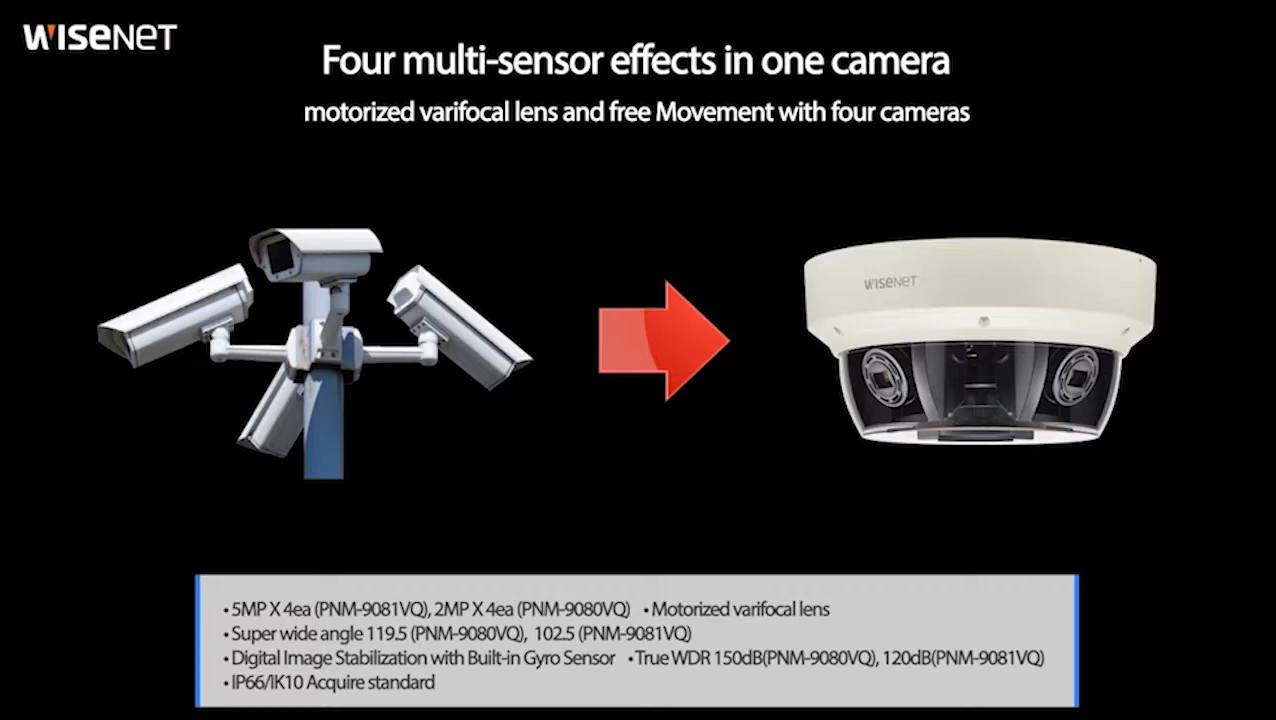 WISENET
Four multi-sensor effects in one camera
motorized varifocal lens and free Movement with four cameras
WISENET
• 5MP X 4ea (PNM-9081VQ), 2MP X 4ea (PNM-9080VQ) • Motorized varifocal lens
• Super wide angle 119.5 (PNM-9080VQ), 102.5 (PNM-9081VQ)
• Digital Image Stabilization with Built-in Gyro Sensor • True WDR 150dB(PNM-9080VQ), 120dB(PNM-9081VQ)
• IP66/IK10 Acquire standard